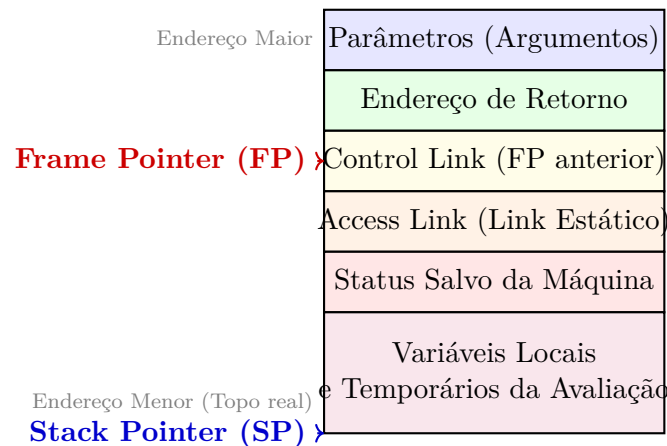 Endereço Maior
Parâmetros (Argumentos)
Endereço de Retorno
Frame Pointer (FP)
Control Link (FP anterior)
Access Link (Link Estático)
Status Salvo da Máquina
Variáveis Locais
e Temporários da Avaliação
Endereço Menor (Topo real)
Stack Pointer (SP)